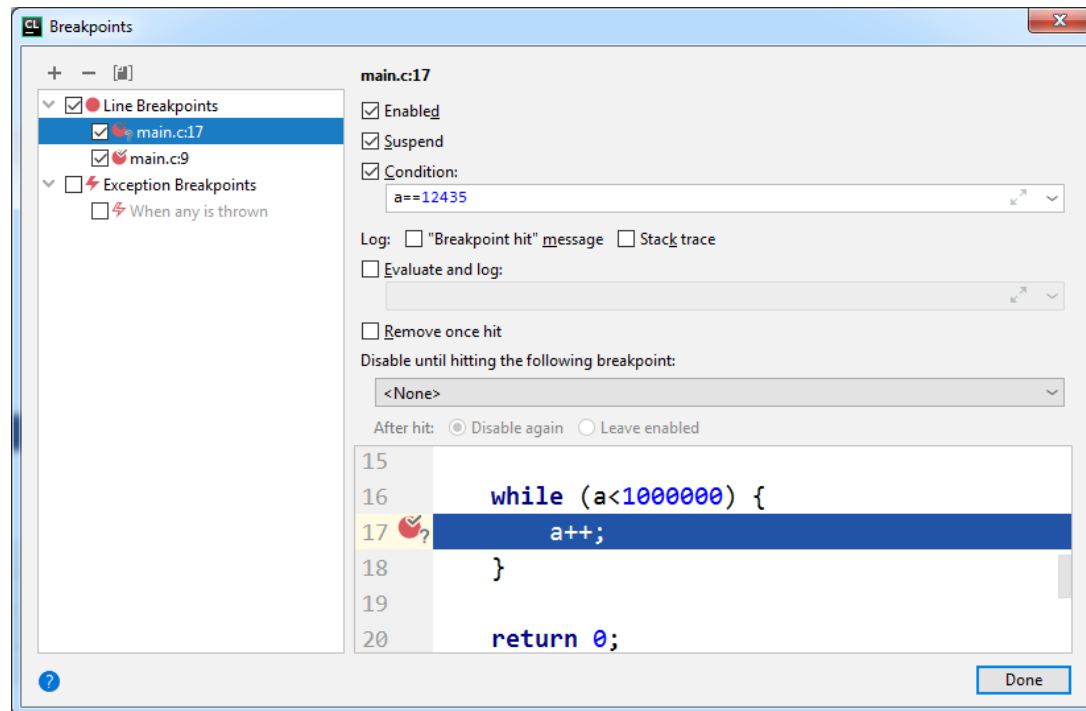 CL Breakpoints
main.c:17
Line Breakpoints
main.c:17
main.c:9
Exception Breakpoints
When any is thrown
Enabled
Suspend
Condition:
a==12435
Log: "Breakpoint hit" message Stack trace
Evaluate and log:
Remove once hit
Disable until hitting the following breakpoint:
<None>
After hit: Disable again Leave enabled
15
16 while (a<1000000) {
17 ? a++;
18 }
19
20 return 0;
? Done